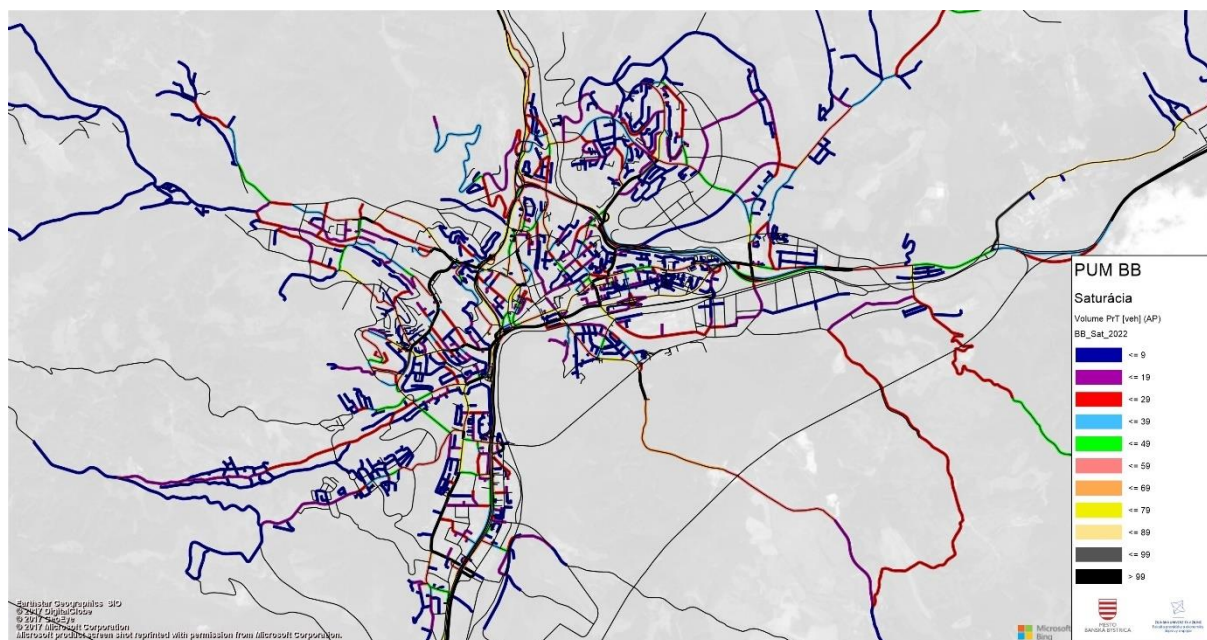 PUM BB
Saturácia
Volume PrT [veh] (AP)
BB_Sat_2022
<= 9
<= 19
<= 29
<= 39
<= 49
<= 59
<= 69
<= 79
<= 89
<= 99
> 99
MESTO
BANSKÁ BYSTRICA
Microsoft
Bing
Earthstar Geographics SIO
© 2017 DigitalGlobe
© 2017 GeoEye
© 2017 Microsoft Corporation
Microsoft product screen shot reprinted with permission from Microsoft Corporation.